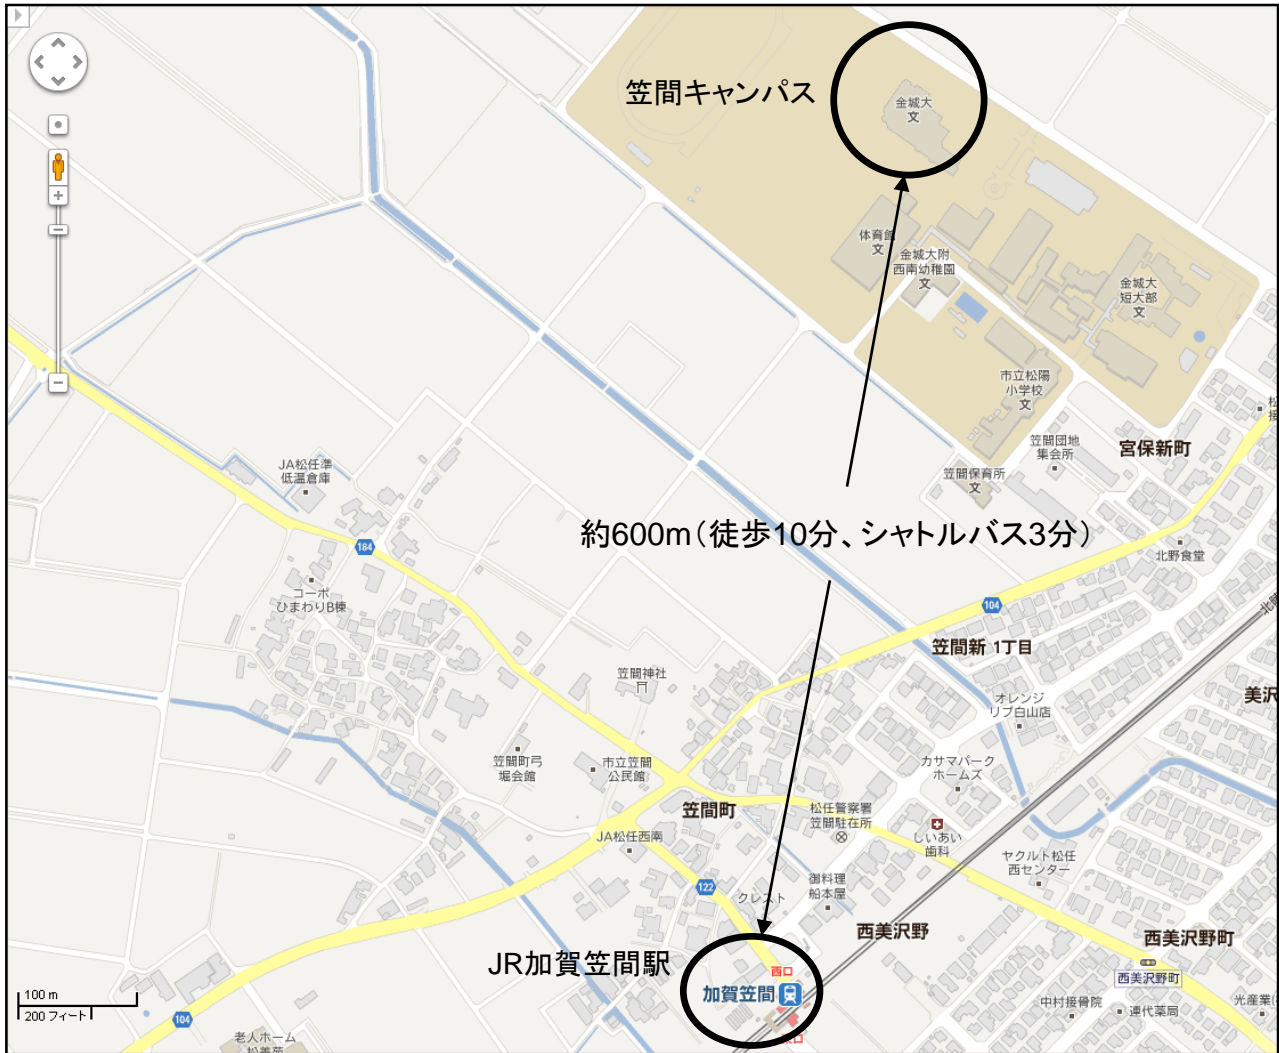 笠間キャンパス
金城大
文
体育館
文
金城大附
西南幼稚園
文
金城大
短大部
文
市立松陽
小学校
文
笠間団地
集会所
宮保新町
笠間保育所
文
JA松任準
低温倉庫
約600m（徒歩10分、シャトルバス3分）
184
北野食堂
コーポ
ひまわりB棟
104
笠間新 1丁目
笠間神社
美沢
オレンジ
リブ白山店
笠間町弓
堀会館
市立笠間
公民館
カサマパーク
ホームズ
笠間町
松任警察署
笠間駐在所
JA松任西南
しいあい
歯科
ヤクルト松任
西センター
122
クレスト
御料理
船本屋
西美沢野
西美沢野町
JR加賀笠間駅
西口
加賀笠間
西美沢野町
100 m
200 フィート
104
中村接骨院
連代薬局
光産業
老人ホーム